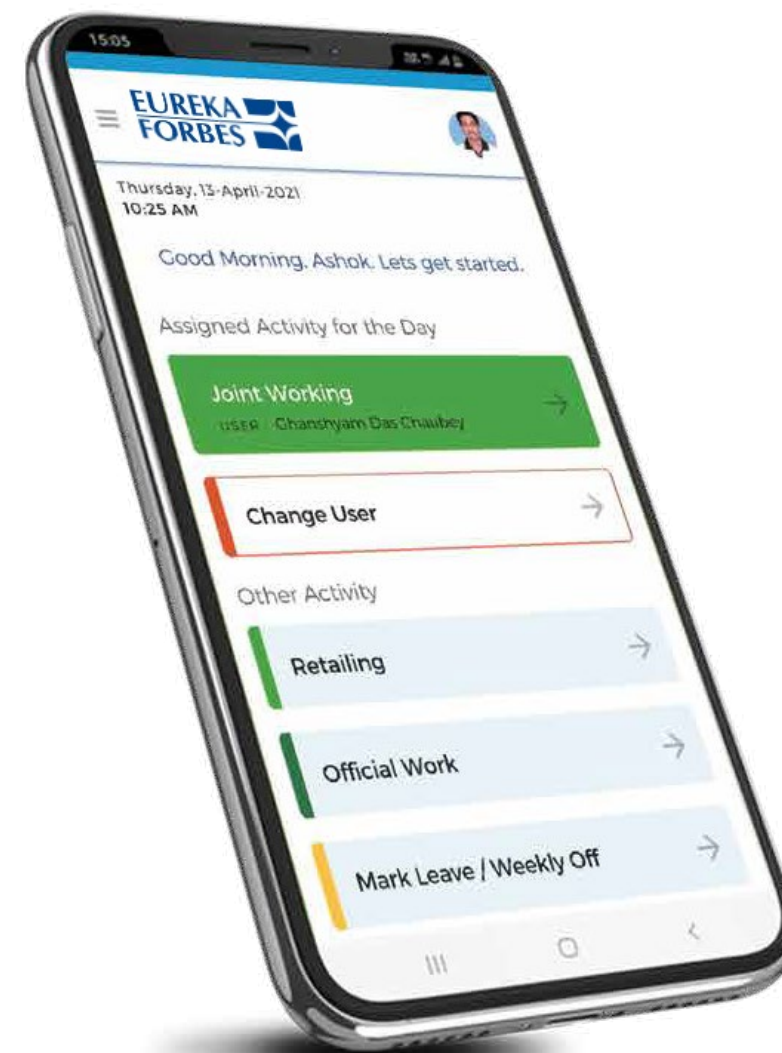 15:05
EUREKA
FORBES
Thursday, 13-April-2021
10:25 AM
Good Morning, Ashok. Lets get started.
Assigned Activity for the Day
Joint Working
USER Ghanshyam Das Chaubey
Change User
Other Activity
Retailing
Official Work
Mark Leave / Weekly Off